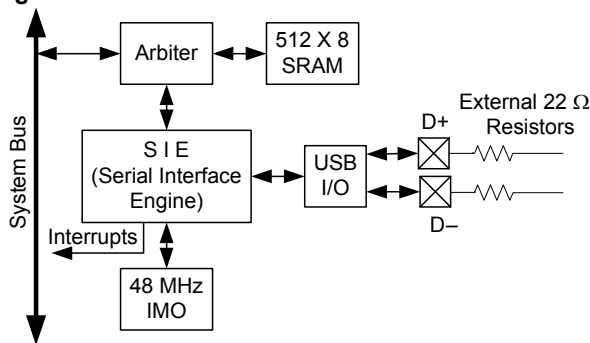 g
Arbiter
512 X 8
SRAM
System Bus
S I E
(Serial Interface
Engine)
USB
I/O
D+
D–
External 22 Ω
Resistors
Interrupts
48 MHz
IMO